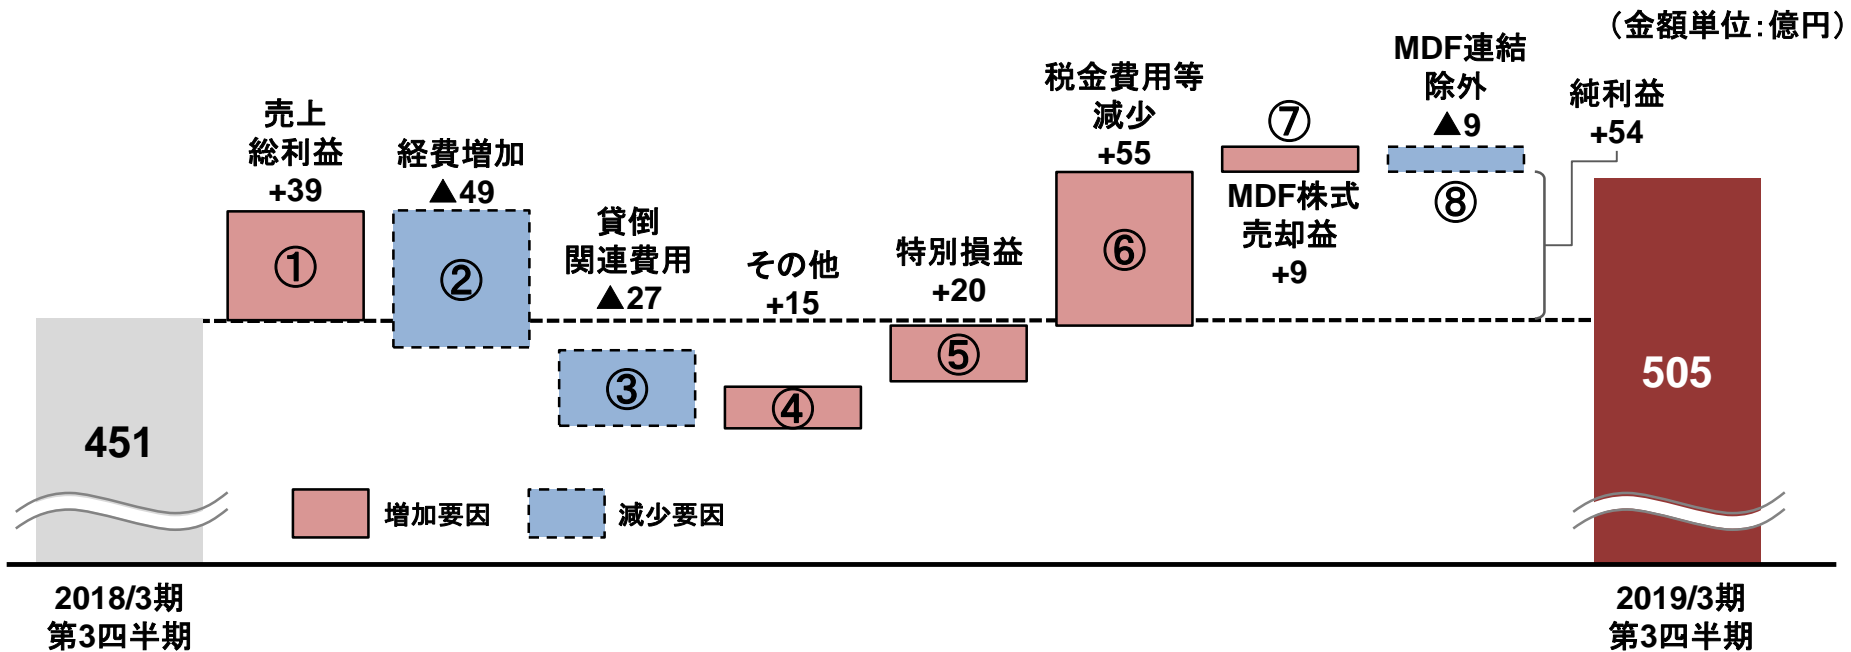 （金額単位：億円）
売上
総利益
+39
①
経費増加
▲49
②
貸倒
関連費用
▲27
③
その他
+15
④
特別損益
+20
⑤
税金費用等
減少
+55
⑥
⑦
MDF株式
売却益
+9
MDF連結
除外
▲9
⑧
純利益
+54
451
505
増加要因
減少要因
2018/3期
第3四半期
2019/3期
第3四半期